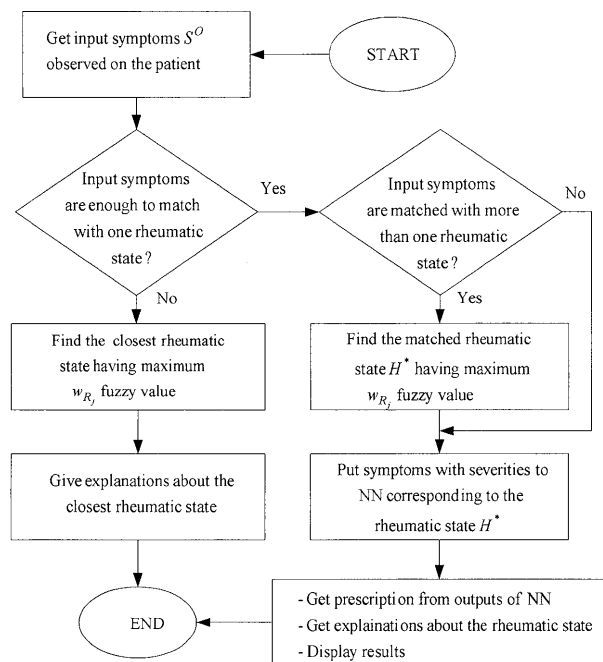 START
Get input symptoms S^O
observed on the patient
Input symptoms
are enough to match
with one rheumatic
state ?
Yes
No
Input symptoms
are matched with more
than one rheumatic
state ?
No
Yes
Find the closest rheumatic
state having maximum
w_{R_j} fuzzy value
Find the matched rheumatic
state H^* having maximum
w_{R_j} fuzzy value
Give explanations about the
closest rheumatic state
Put symptoms with severities to
NN corresponding to the
rheumatic state H^*
- Get prescription from outputs of NN
- Get explainations about the rheumatic state
- Display results
END